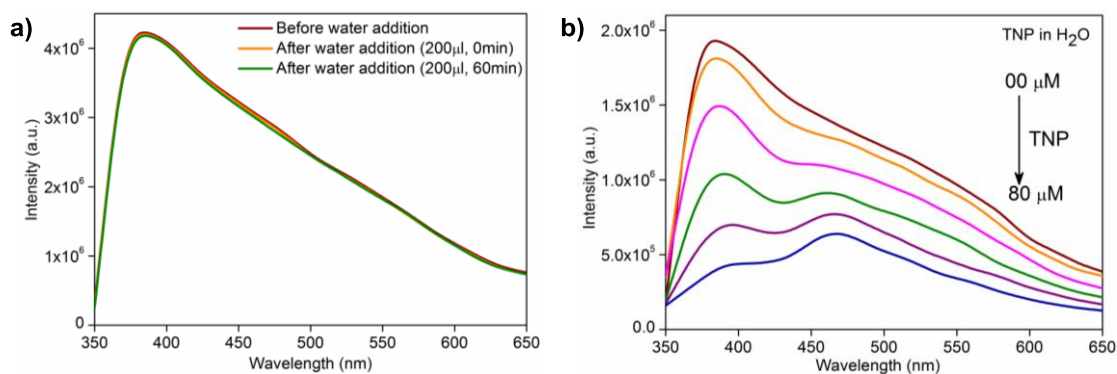 a)
Intensity (a.u.)
4x10⁶
3x10⁶
2x10⁶
1x10⁶
0
Before water addition
After water addition (200µl, 0min)
After water addition (200µl, 60min)
350 400 450 500 550 600 650
Wavelength (nm)
b)
Intensity (a.u.)
2.0x10⁶
1.5x10⁶
1.0x10⁶
5.0x10⁵
0.0
TNP in H₂O
00 µM
TNP
80 µM
350 400 450 500 550 600 650
Wavelength (nm)